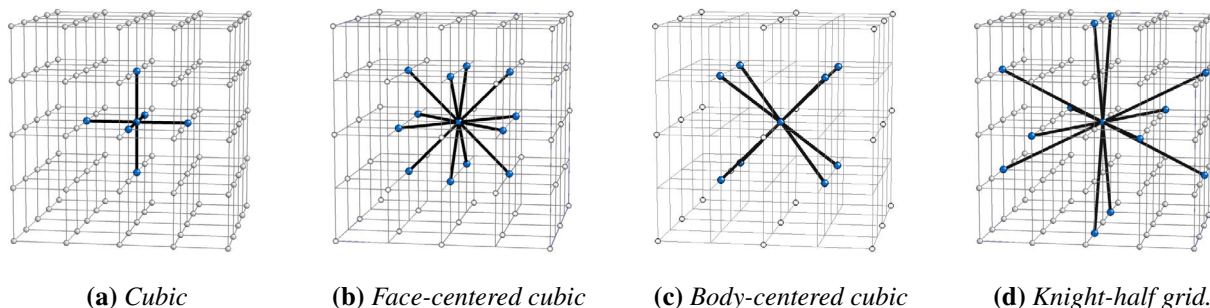 (a) Cubic
(b) Face-centered cubic
(c) Body-centered cubic
(d) Knight-half grid.